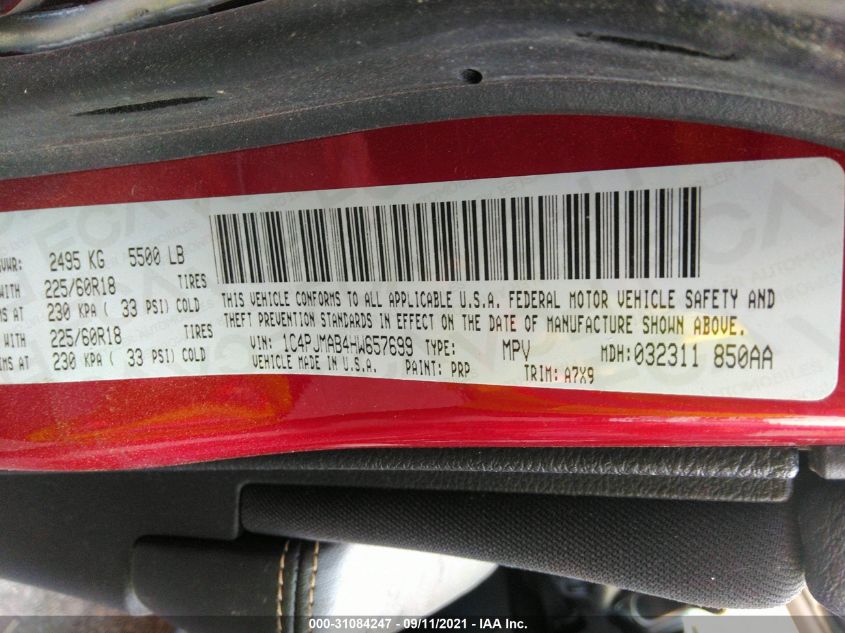 2495 KG 5500 LB
225/60R18 TIRES
230 KPA ( 33 PSI) COLD
WITH 225/60R18 TIRES
230 KPA ( 33 PSI) COLD
THIS VEHICLE CONFORMS TO ALL APPLICABLE U.S.A. FEDERAL MOTOR VEHICLE SAFETY AND
THEFT PREVENTION STANDARDS IN EFFECT ON THE DATE OF MANUFACTURE SHOWN ABOVE.
VIN: 1C4PJMAB4HW657699 TYPE: MPV MDH:032311 850AA
VEHICLE MADE IN U.S.A. PAINT: PRP TRIM: A7X9
000-31084247 - 09/11/2021 - IAA Inc.